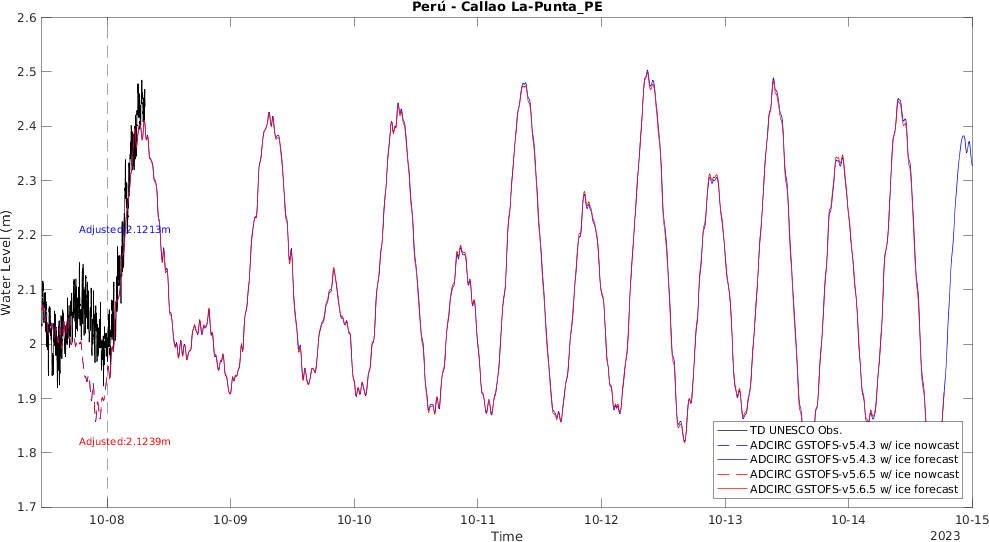 Perú - Callao La-Punta_PE
2.6
2.5
2.4
2.3
2.2
2.1
2
1.9
1.8
1.7
Water Level (m)
Adjusted:2.1213m
Adjusted:2.1239m
TD UNESCO Obs.
ADCIRC GSTOFS-v5.4.3 w/ ice nowcast
ADCIRC GSTOFS-v5.4.3 w/ ice forecast
ADCIRC GSTOFS-v5.6.5 w/ ice nowcast
ADCIRC GSTOFS-v5.6.5 w/ ice forecast
10-08 10-09 10-10 10-11 10-12 10-13 10-14 10-15
Time
2023